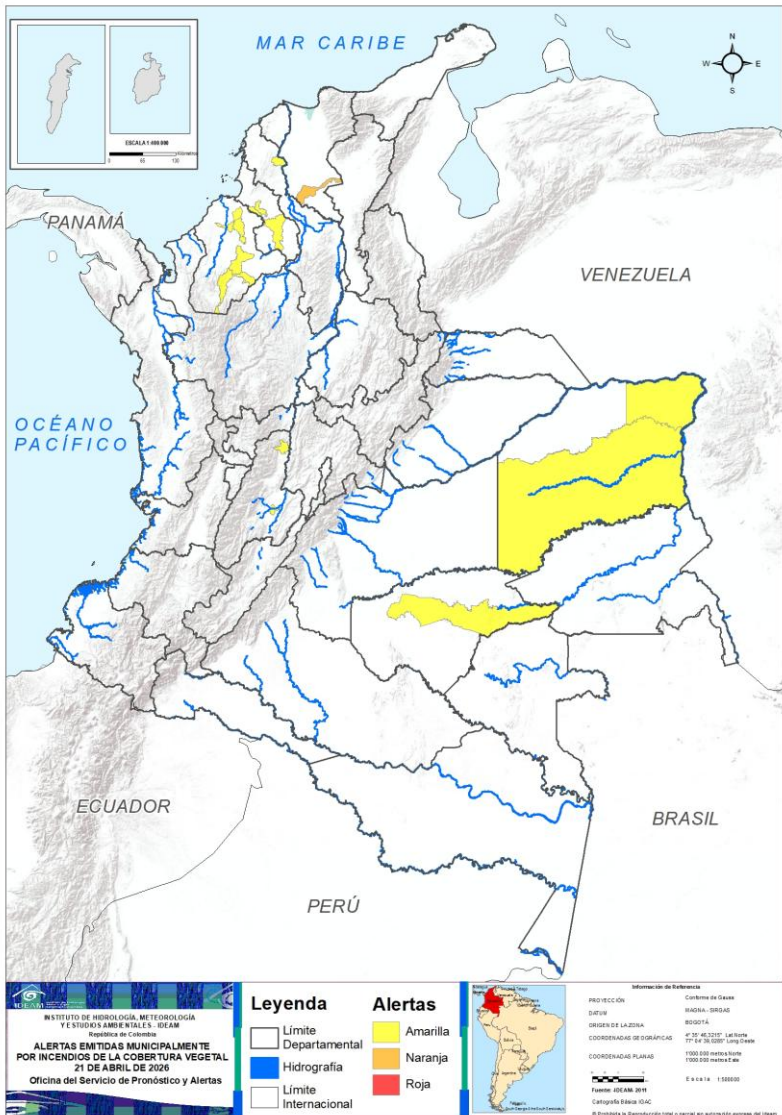 MAR CARIBE
N
W
E
S
ESCALA 1:400 000
0
65
130
PANAMÁ
VENEZUELA
OCÉANO
PACÍFICO
ECUADOR
BRASIL
PERÚ
IDEAM
INSTITUTO DE HIDROLOGÍA, METEOROLOGÍA
Y ESTUDIOS AMBIENTALES - IDEAM
República de Colombia
ALERTAS EMITIDAS MUNICIPALMENTE
POR INCENDIOS DE LA COBERTURA VEGETAL
21 DE ABRIL DE 2026
Oficina del Servicio de Pronóstico y Alertas
Leyenda
Límite
Departamental
Hidrografía
Límite
Internacional
Alertas
Amarilla
Naranja
Roja
Información de Referencia
PROYECCIÓN
Conforme de Gauss
DATUM
MAGNA - SIRGAS
ORIGEN DE LA ZONA
BOGOTÁ
COORDENADAS GEOGRÁFICAS
COORDENADAS PLANAS
1'000.000 metros Norte
1'000.000 metros Este
Escala 1:500000
Fuente: IDEAM 2011
Cartografía Básica IGAC